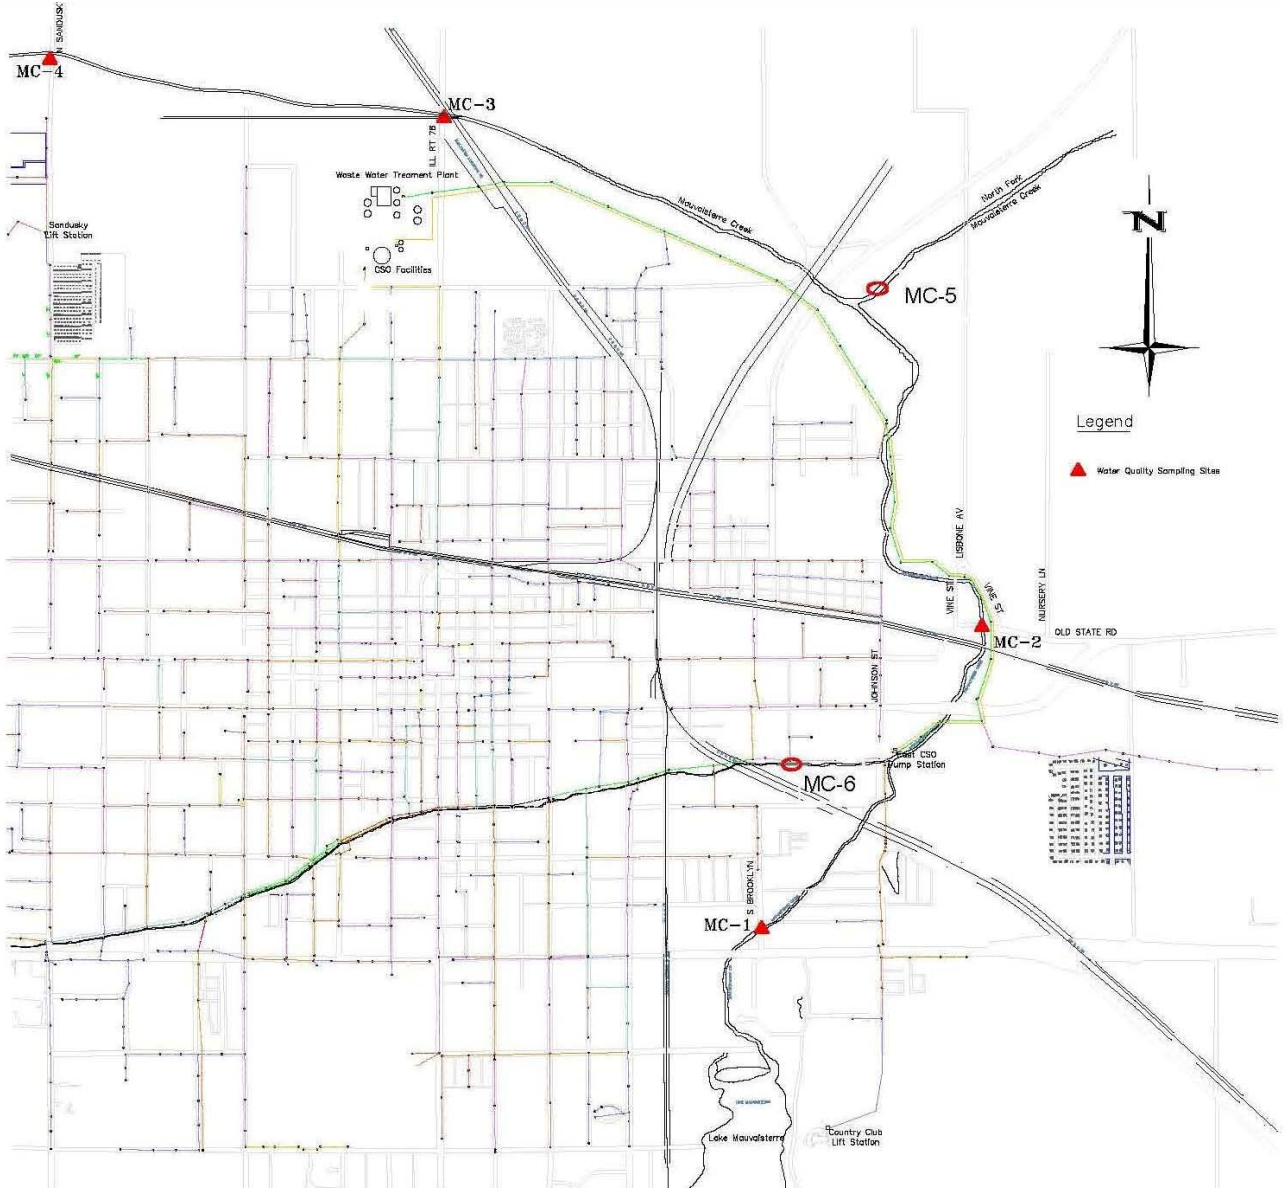 N SANDUSK
MC-4
MC-3
ILL RT 78
Waste Water Treament Plant
North Fork
Mauvaisterre Creek
Mauvaisterre Creek
N
Sandusky
Lift Station
CSO Facilities
MC-5
Legend
Water Quality Sampling Sites
LISBONE AV
VINE ST
VINE ST
NURSERY LN
MC-2
OLD STATE RD
JOHNSON ST
East CSO
Pump Station
MC-6
S BROOKLYN
MC-1
Lake Mauvaisterre
Country Club
Lift Station